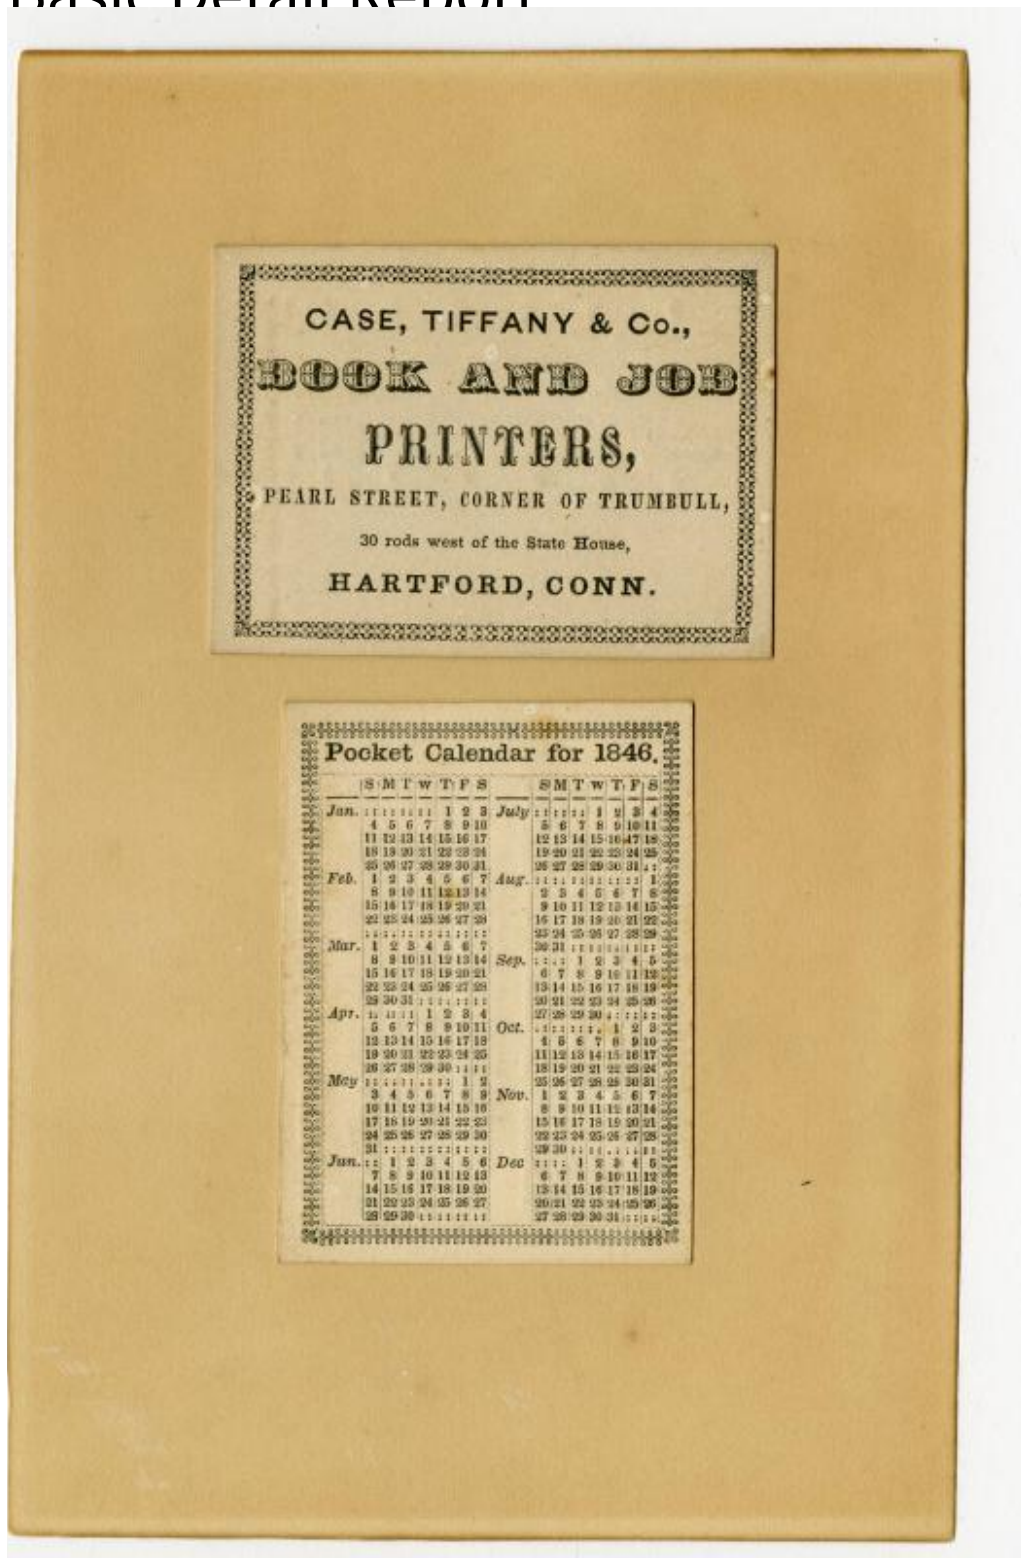 Basic Detail Report
CASE, TIFFANY & Co.,
BOOK AND JOB
PRINTERS,
PEARL STREET, CORNER OF TRUMBULL,
30 rods west of the State House,
HARTFORD, CONN.
Pocket Calendar for 1846.
S M T W T F S
Jan. 1 2 3
4 5 6 7 8 9 10
11 12 13 14 15 16 17
18 19 20 21 22 23 24
25 26 27 28 29 30 31
Feb. 1 2 3 4 5 6 7
8 9 10 11 12 13 14
15 16 17 18 19 20 21
22 23 24 25 26 27 28
Mar. 1 2 3 4 5 6 7
8 9 10 11 12 13 14
15 16 17 18 19 20 21
22 23 24 25 26 27 28
29 30 31
Apr. 1 2 3 4
5 6 7 8 9 10 11
12 13 14 15 16 17 18
19 20 21 22 23 24 25
26 27 28 29 30
May 1 2
3 4 5 6 7 8 9
10 11 12 13 14 15 16
17 18 19 20 21 22 23
24 25 26 27 28 29 30
31
Jun. 1 2 3 4 5 6
7 8 9 10 11 12 13
14 15 16 17 18 19 20
21 22 23 24 25 26 27
28 29 30
S M T W T F S
July 1 2 3 4
5 6 7 8 9 10 11
12 13 14 15 16 17 18
19 20 21 22 23 24 25
26 27 28 29 30 31
Aug. 1
2 3 4 5 6 7 8
9 10 11 12 13 14 15
16 17 18 19 20 21 22
23 24 25 26 27 28 29
30 31
Sep. 1 2 3 4 5
6 7 8 9 10 11 12
13 14 15 16 17 18 19
20 21 22 23 24 25 26
27 28 29 30
Oct. 1 2 3
4 5 6 7 8 9 10
11 12 13 14 15 16 17
18 19 20 21 22 23 24
25 26 27 28 29 30 31
Nov. 1 2 3 4 5 6 7
8 9 10 11 12 13 14
15 16 17 18 19 20 21
22 23 24 25 26 27 28
29 30
Dec 1 2 3 4 5
6 7 8 9 10 11 12
13 14 15 16 17 18 19
20 21 22 23 24 25 26
27 28 29 30 31